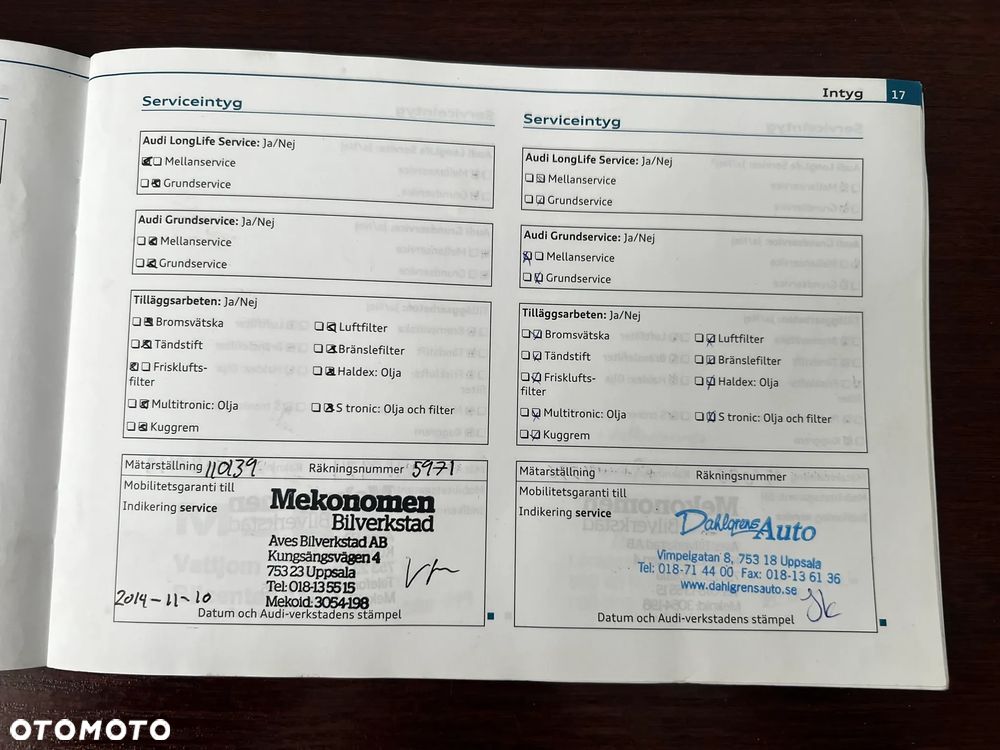 Intyg 17
Serviceintyg
Audi LongLife Service: Ja/Nej
Mellanservice
Grundservice
Audi Grundservice: Ja/Nej
Mellanservice
Grundservice
Tilläggsarbeten: Ja/Nej
Bromsvätska
Luftfilter
Tändstift
Bränslefilter
Frisklufts-
filter
Haldex: Olja
Multitronic: Olja
S tronic: Olja och filter
Kuggrem
Mätarställning 110139 Räkningsnummer 5971
Mobilitetsgaranti till
Indikering service
Mekonomen
Bilverkstad
Aves Bilverkstad AB
Kungsängsvägen 4
753 23 Uppsala
Tel: 018-13 55 15
Mekoid: 3054-198
2014-11-10
Datum och Audi-verkstadens stämpel
Serviceintyg
Audi LongLife Service: Ja/Nej
Mellanservice
Grundservice
Audi Grundservice: Ja/Nej
Mellanservice
Grundservice
Tilläggsarbeten: Ja/Nej
Bromsvätska
Luftfilter
Tändstift
Bränslefilter
Frisklufts-
filter
Haldex: Olja
Multitronic: Olja
S tronic: Olja och filter
Kuggrem
Mätarställning Räkningsnummer
Mobilitetsgaranti till
Indikering service
Dahlgrens Auto
Vimpelgatan 8, 753 18 Uppsala
Tel: 018-71 44 00 Fax: 018-13 61 36
www.dahlgrensauto.se
Datum och Audi-verkstadens stämpel
OTOMOTO